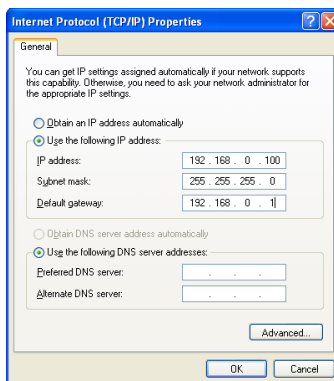 Internet Protocol (TCP/IP) Properties
General
You can get IP settings assigned automatically if your network supports
this capability. Otherwise, you need to ask your network administrator for
the appropriate IP settings.
Obtain an IP address automatically
Use the following IP address:
IP address: 192 . 168 . 0 . 100
Subnet mask: 255 . 255 . 255 . 0
Default gateway: 192 . 168 . 0 . 1
Obtain DNS server address automatically
Use the following DNS server addresses:
Preferred DNS server: . . .
Alternate DNS server: . . .
Advanced...
OK Cancel